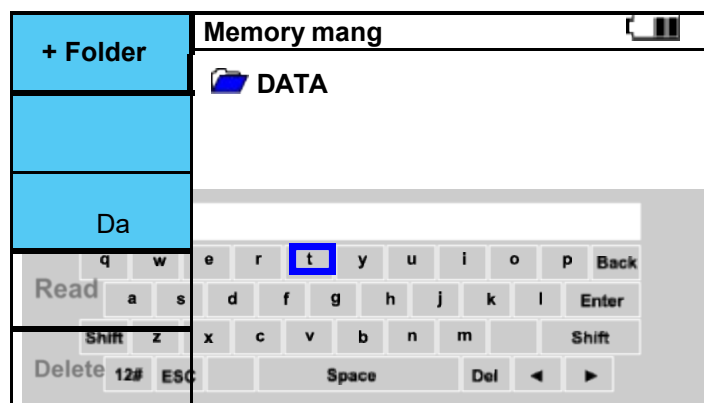 + Folder
Memory mang
DATA
Da
q w e r t y u i o p Back
Read
a s d f g h j k l Enter
Shift z x c v b n m Shift
Delete
12# ESC Space Del ◄ ►